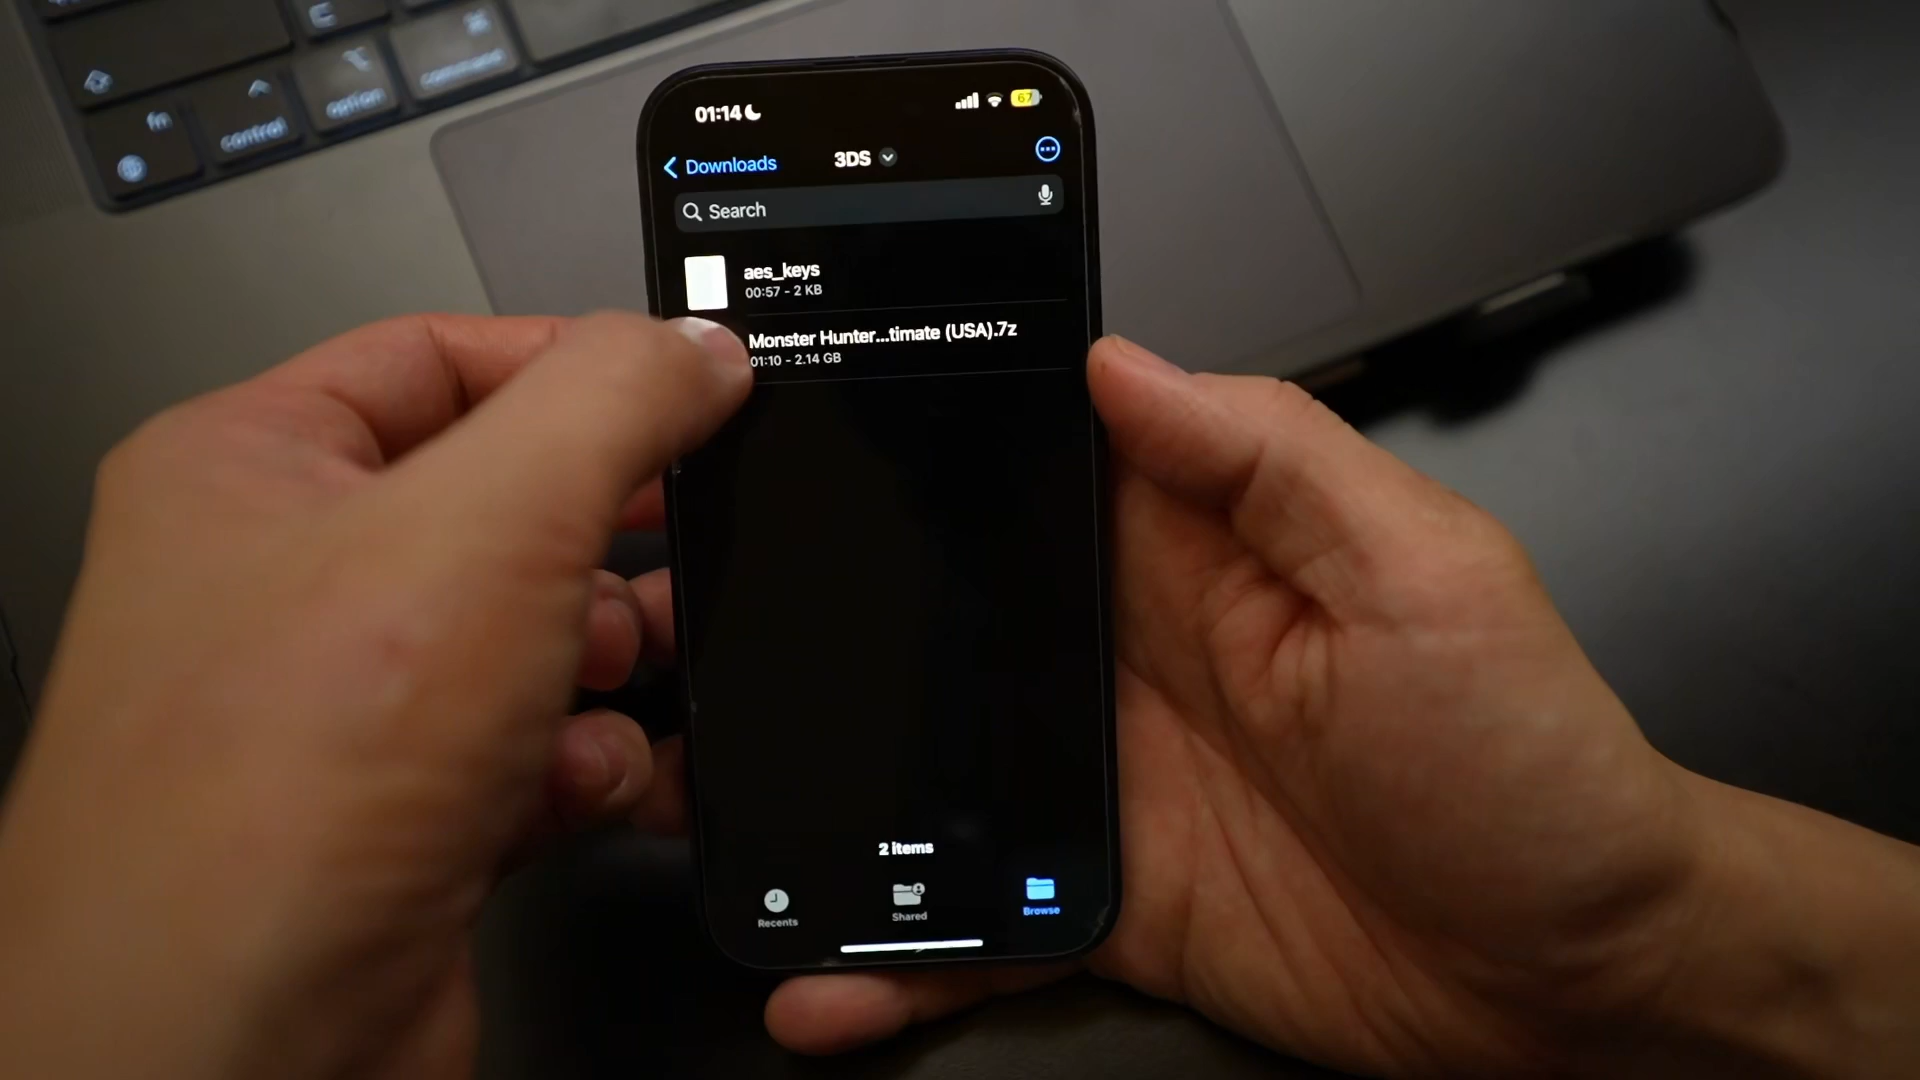 command
option
control
fn
01:14
67
Downloads
3DS
Search
aes_keys
00:57 - 2 KB
Monster Hunter...timate (USA).7z
01:10 - 2.14 GB
2 items
Recents
Shared
Browse